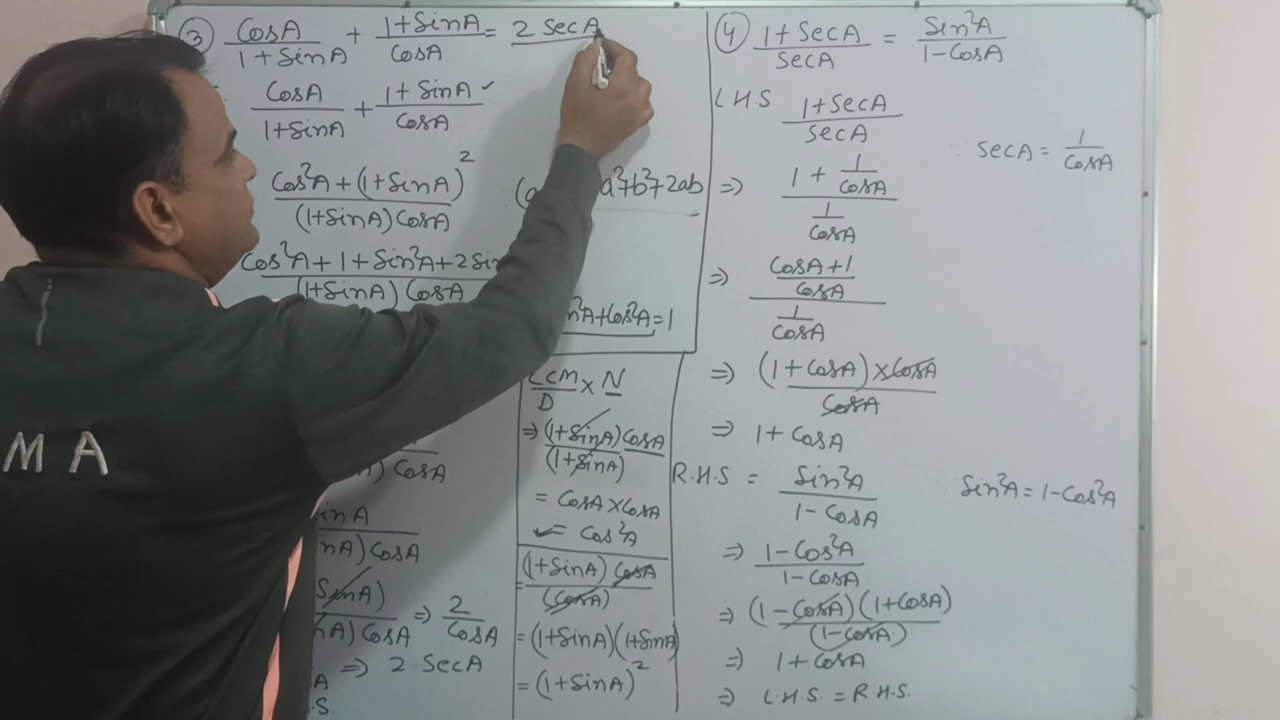 ③ CosA/(1+SinA) + (1+SinA)/CosA = 2 SecA
CosA/(1+SinA) + (1+SinA)/CosA ✓
(Cos²A+(1+SinA)²)/((1+SinA)CosA)
a²+b²+2ab
(Cos²A+1+Sin²A+2Sin
(1+SinA) CosA
²A+Cos²A=1
) CosA
inA
nA) CosA
SinA)
nA) CosA ⇒ 2/CosA
⇒ 2 SecA
A
.S.
LCM/D × N
⇒ (1+SinA)CosA/(1+SinA)
= CosA×CosA
✓= Cos²A
= (1+SinA) CosA/(CosA)
= (1+SinA)(1+SinA)
= (1+SinA)²
④ (1+SecA)/SecA = Sin²A/(1-CosA)
L.H.S (1+SecA)/SecA
SecA = 1/CosA
⇒ (1+1/CosA)/(1/CosA)
⇒ ((CosA+1)/CosA)/(1/CosA)
⇒ (1+CosA)×CosA/CosA
⇒ 1+CosA
R.H.S = Sin²A/(1-CosA)
Sin²A=1-Cos²A
⇒ (1-Cos²A)/(1-CosA)
⇒ (1-CosA)(1+CosA)/(1-CosA)
⇒ 1+CosA
⇒ L.H.S = R.H.S.
M A